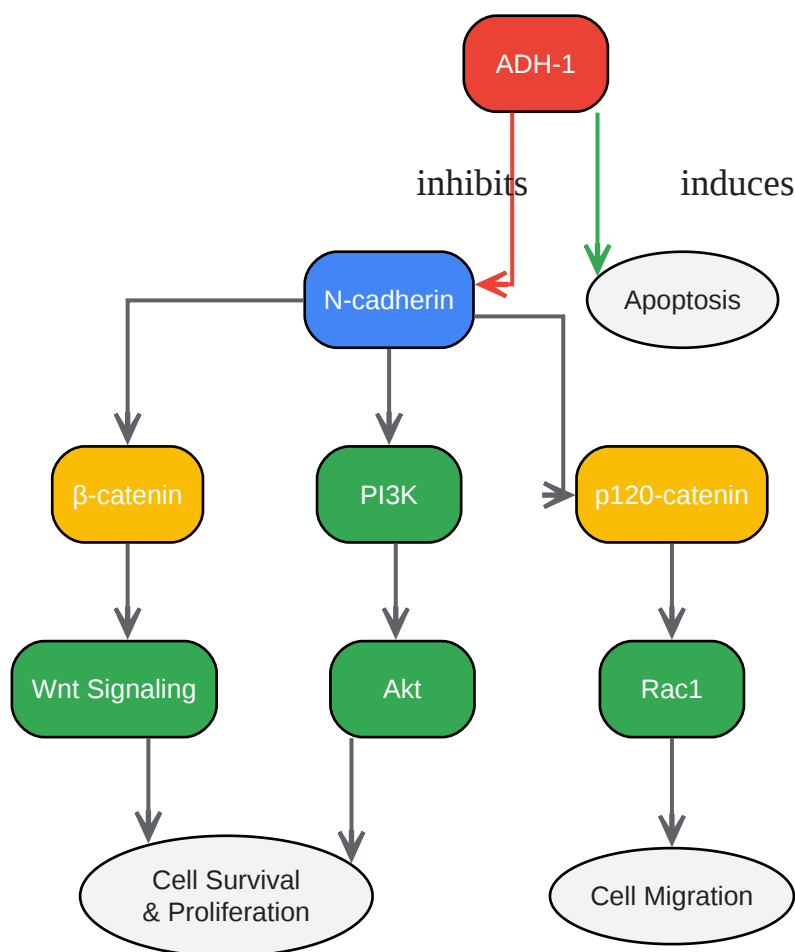 ADH-1
inhibits
induces
N-cadherin
Apoptosis
β-catenin
PI3K
p120-catenin
Wnt Signaling
Akt
Rac1
Cell Survival
& Proliferation
Cell Migration